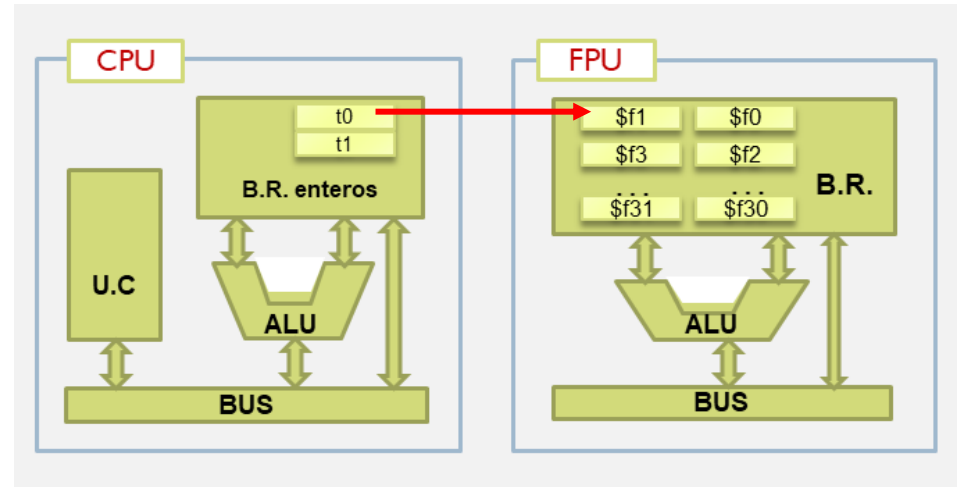 CPU
t0
t1
B.R. enteros
U.C
ALU
BUS
FPU
$f1 $f0
$f3 $f2
... ...
$f31 $f30
B.R.
ALU
BUS